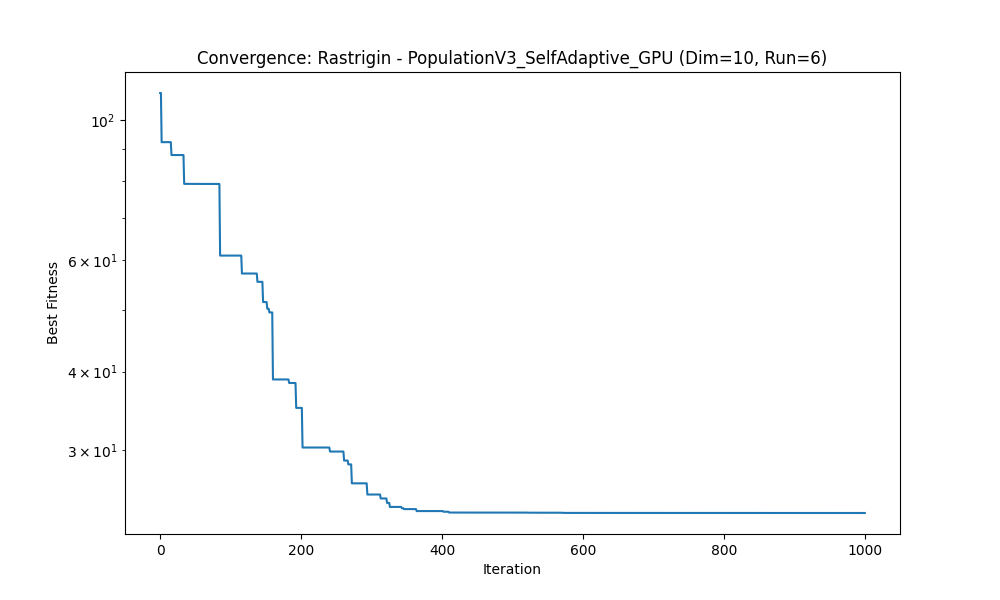 Convergence: Rastrigin - PopulationV3_SelfAdaptive_GPU (Dim=10, Run=6)
Best Fitness
10²
6 × 10¹
4 × 10¹
3 × 10¹
0 200 400 600 800 1000
Iteration